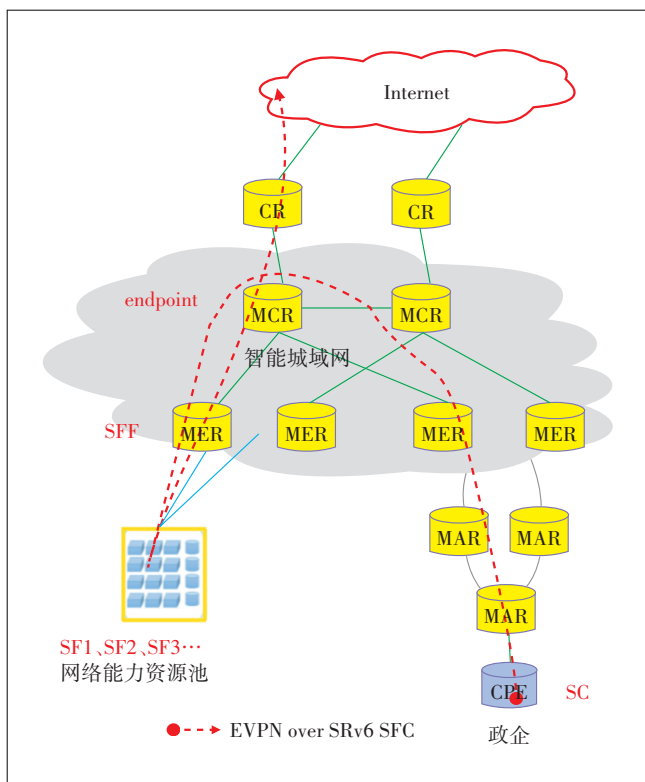 Internet
CR
CR
endpoint
MCR
MCR
智能城域网
SFF
MER
MER
MER
MER
MAR
MAR
MAR
SF1、SF2、SF3…
网络能力资源池
CPE
SC
EVPN over SRv6 SFC
政企